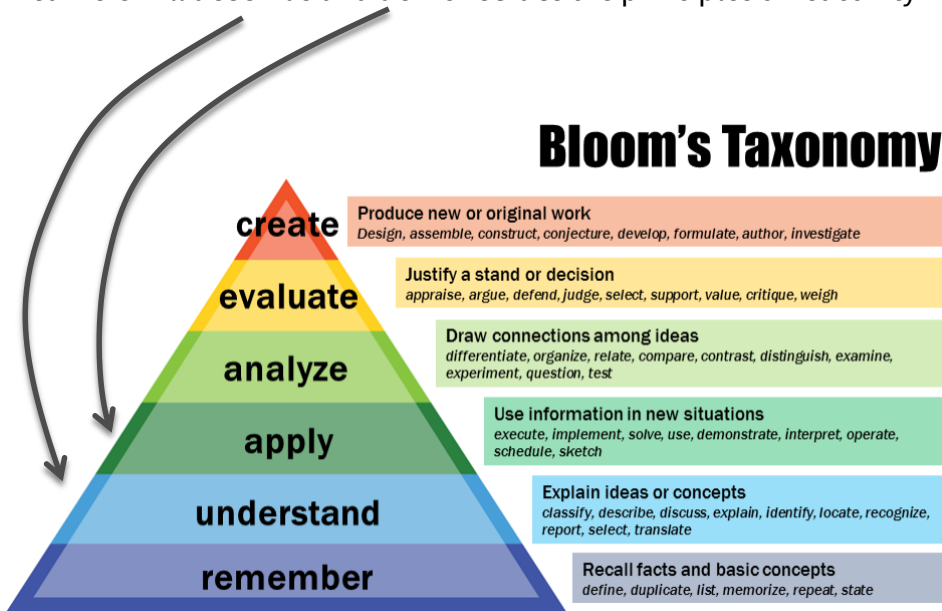 Bloom's Taxonomy
create
Produce new or original work
Design, assemble, construct, conjecture, develop, formulate, author, investigate
evaluate
Justify a stand or decision
appraise, argue, defend, judge, select, support, value, critique, weigh
analyze
Draw connections among ideas
differentiate, organize, relate, compare, contrast, distinguish, examine,
experiment, question, test
apply
Use information in new situations
execute, implement, solve, use, demonstrate, interpret, operate,
schedule, sketch
understand
Explain ideas or concepts
classify, describe, discuss, explain, identify, locate, recognize,
report, select, translate
remember
Recall facts and basic concepts
define, duplicate, list, memorize, repeat, state